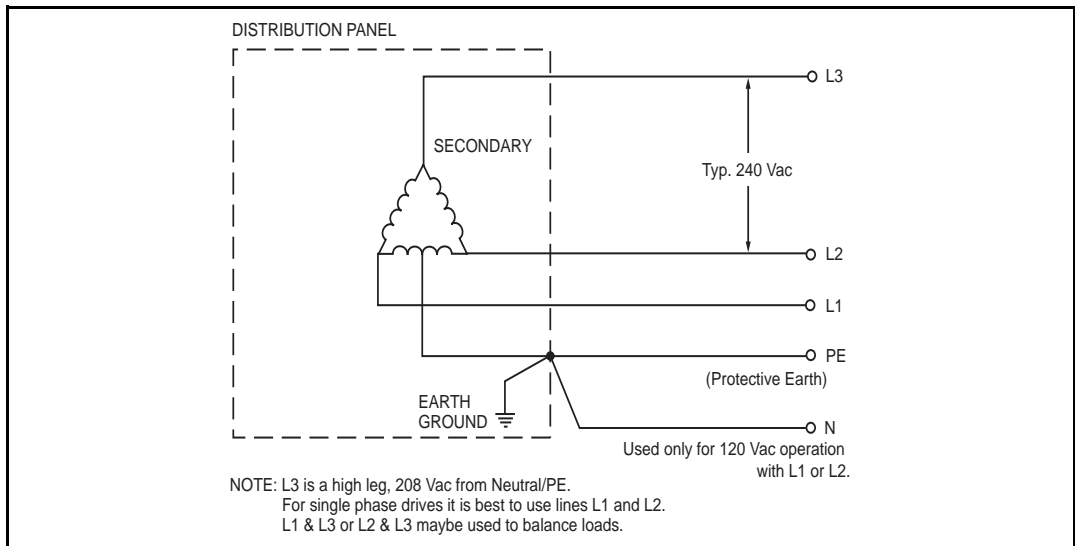 DISTRIBUTION PANEL
L3
SECONDARY
Typ. 240 Vac
L2
L1
PE
(Protective Earth)
EARTH
GROUND
N
Used only for 120 Vac operation
with L1 or L2.
NOTE: L3 is a high leg, 208 Vac from Neutral/PE.
For single phase drives it is best to use lines L1 and L2.
L1 & L3 or L2 & L3 maybe used to balance loads.